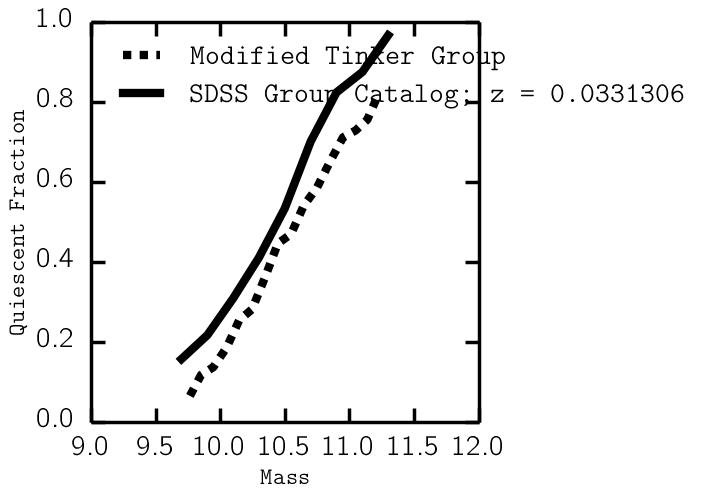 1.0
Modified Tinker Group
SDSS Group Catalog; z = 0.0331306
0.8
0.6
0.4
0.2
0.0
Quiescent Fraction
9.0 9.5 10.0 10.5 11.0 11.5 12.0
Mass